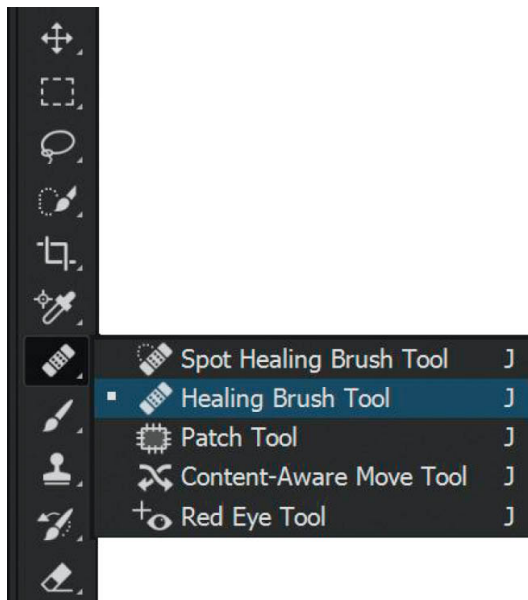 Spot Healing Brush Tool J
Healing Brush Tool J
Patch Tool J
Content-Aware Move Tool J
Red Eye Tool J